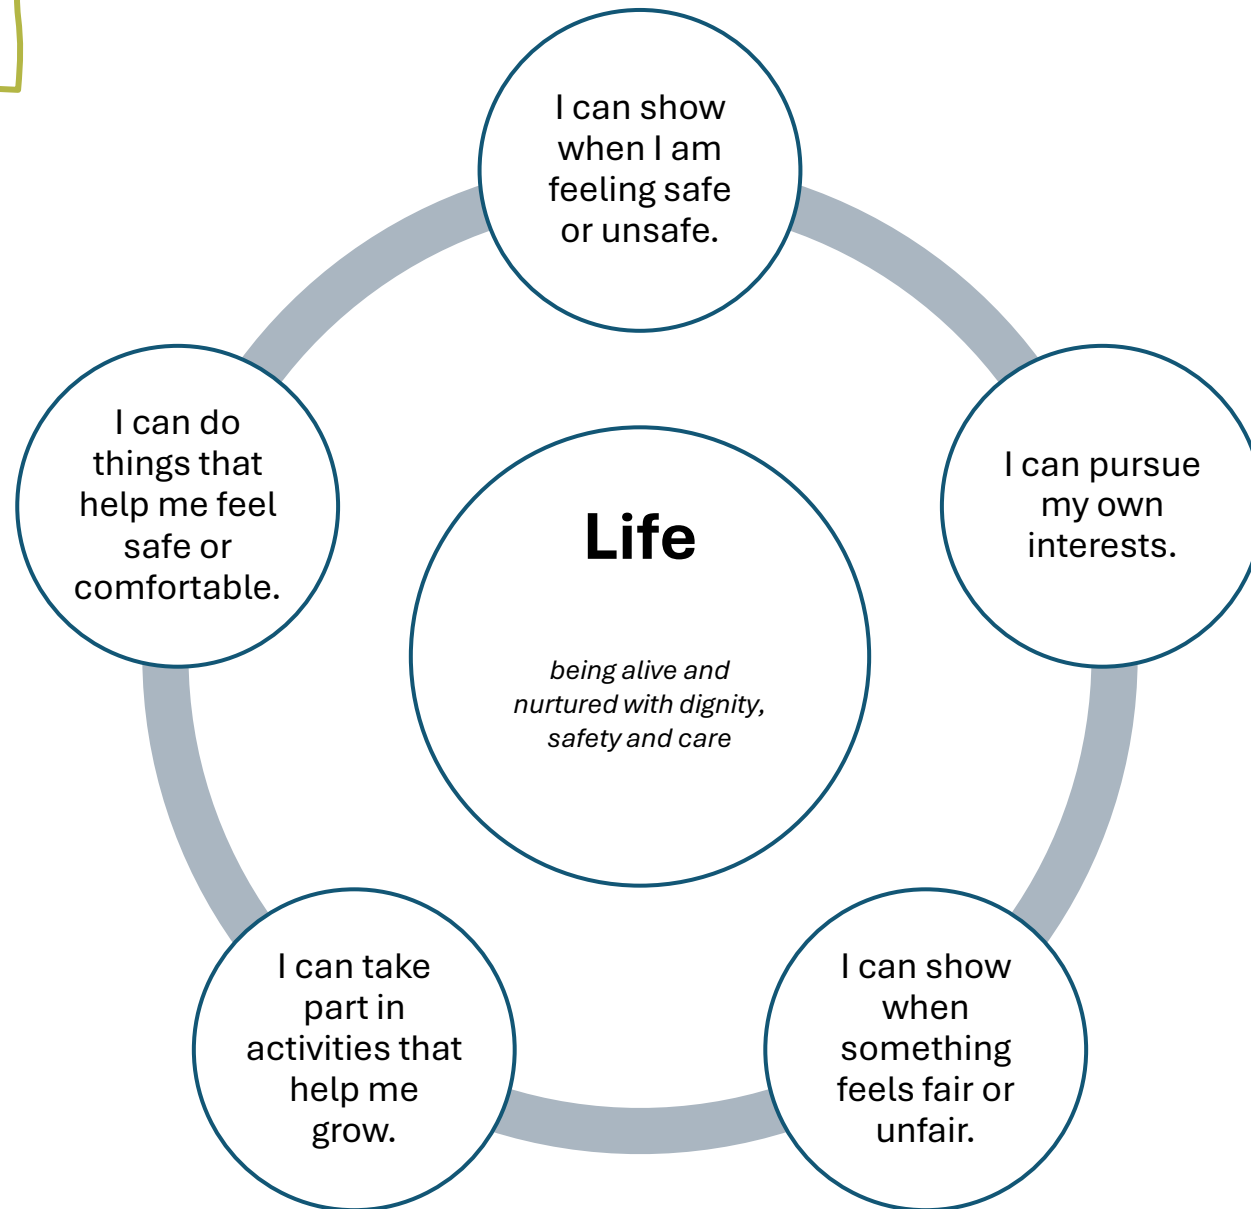 I can show
when I am
feeling safe
or unsafe.
I can pursue
my own
interests.
I can show
when
something
feels fair or
unfair.
I can take
part in
activities that
help me
grow.
I can do
things that
help me feel
safe or
comfortable.
Life
being alive and
nurtured with dignity,
safety and care